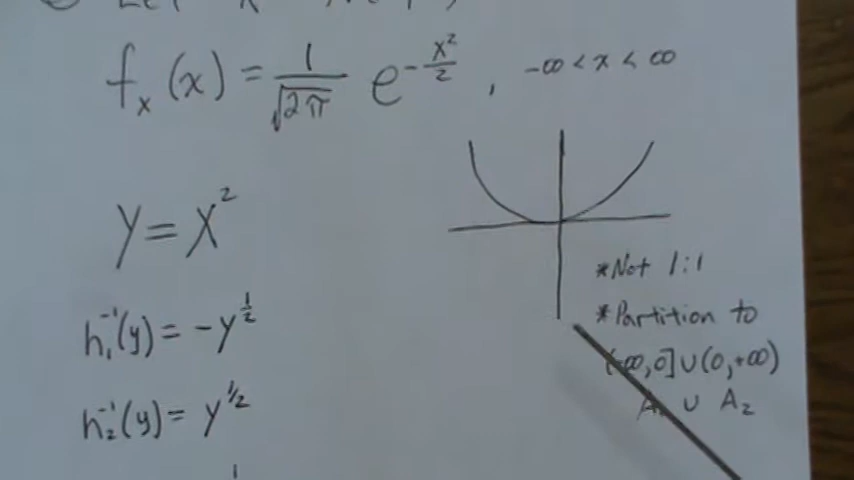 f_x(x) = 1/√2π e^{-x²/2} , -∞ < x < ∞
Y = X²
*Not 1:1
*Partition to
(-∞,0]∪(0,+∞)
A₁ ∪ A₂
h₁⁻¹(y) = -y^{1/2}
h₂⁻¹(y) = y^{1/2}